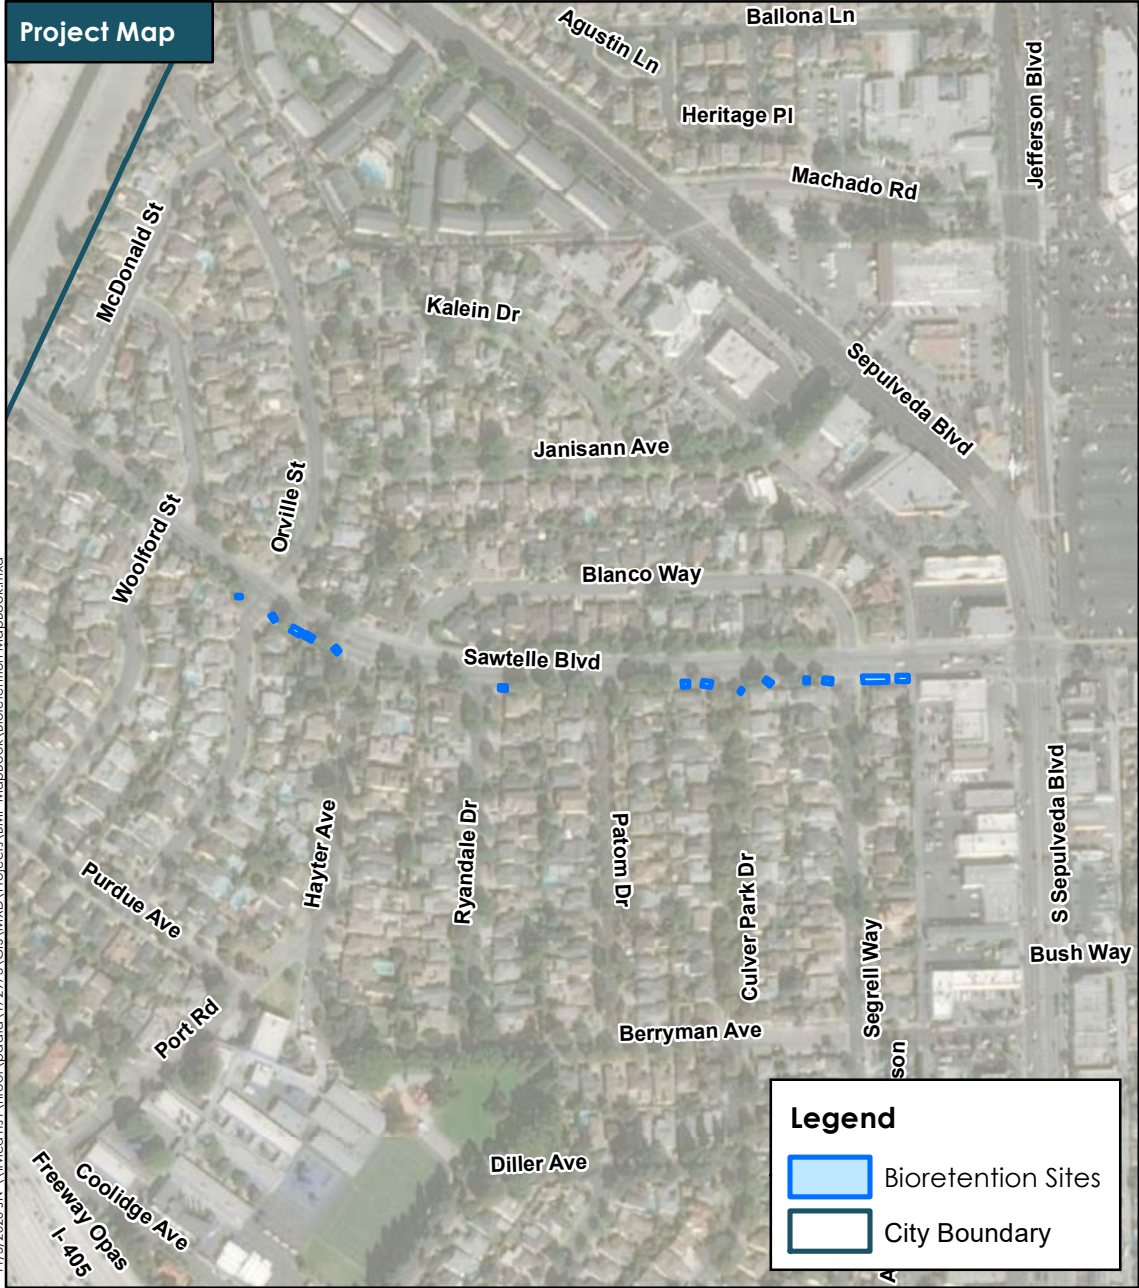 Project Map
Ballona Ln
Agustin Ln
Jefferson Blvd
Heritage Pl
Machado Rd
McDonald St
Kalein Dr
Sepulveda Blvd
Janisann Ave
Orville St
Woolford St
Blanco Way
Sawtelle Blvd
S Sepulveda Blvd
Hayter Ave
Ryandale Dr
Patom Dr
Culver Park Dr
Purdue Ave
Segrell Way
Bush Way
Port Rd
Berryman Ave
son
Legend
Bioretention Sites
City Boundary
Diller Ave
Coolidge Ave
Freeway Opas
I- 405
A